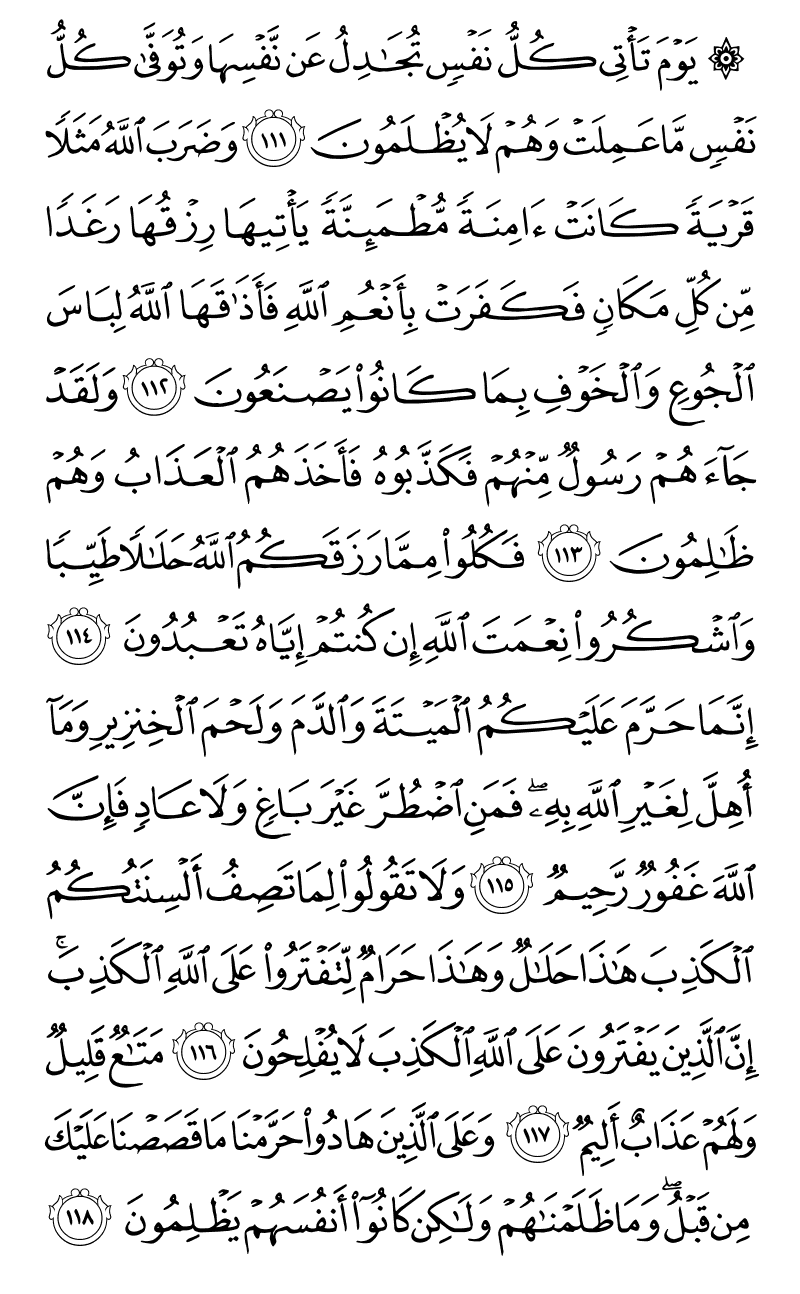 ۞ يَوۡمَ تَأۡتِي كُلُّ نَفۡسٖ تُجَٰدِلُ عَن نَّفۡسِهَا وَتُوَفَّىٰ كُلُّ
نَفۡسٖ مَّا عَمِلَتۡ وَهُمۡ لَا يُظۡلَمُونَ ١١١ وَضَرَبَ ٱللَّهُ مَثَلٗا
قَرۡيَةٗ كَانَتۡ ءَامِنَةٗ مُّطۡمَئِنَّةٗ يَأۡتِيهَا رِزۡقُهَا رَغَدٗا
مِّن كُلِّ مَكَانٖ فَكَفَرَتۡ بِأَنۡعُمِ ٱللَّهِ فَأَذَٰقَهَا ٱللَّهُ لِبَاسَ
ٱلۡجُوعِ وَٱلۡخَوۡفِ بِمَا كَانُواْ يَصۡنَعُونَ ١١٢ وَلَقَدۡ
جَآءَهُمۡ رَسُولٞ مِّنۡهُمۡ فَكَذَّبُوهُ فَأَخَذَهُمُ ٱلۡعَذَابُ وَهُمۡ
ظَٰلِمُونَ ١١٣ فَكُلُواْ مِمَّا رَزَقَكُمُ ٱللَّهُ حَلَٰلٗا طَيِّبٗا
وَٱشۡكُرُواْ نِعۡمَتَ ٱللَّهِ إِن كُنتُمۡ إِيَّاهُ تَعۡبُدُونَ ١١٤
إِنَّمَا حَرَّمَ عَلَيۡكُمُ ٱلۡمَيۡتَةَ وَٱلدَّمَ وَلَحۡمَ ٱلۡخِنزِيرِ وَمَآ
أُهِلَّ لِغَيۡرِ ٱللَّهِ بِهِۦۖ فَمَنِ ٱضۡطُرَّ غَيۡرَ بَاغٖ وَلَا عَادٖ فَإِنَّ
ٱللَّهَ غَفُورٞ رَّحِيمٞ ١١٥ وَلَا تَقُولُواْ لِمَا تَصِفُ أَلۡسِنَتُكُمُ
ٱلۡكَذِبَ هَٰذَا حَلَٰلٞ وَهَٰذَا حَرَامٞ لِّتَفۡتَرُواْ عَلَى ٱللَّهِ ٱلۡكَذِبَۚ
إِنَّ ٱلَّذِينَ يَفۡتَرُونَ عَلَى ٱللَّهِ ٱلۡكَذِبَ لَا يُفۡلِحُونَ ١١٦ مَتَٰعٞ قَلِيلٞ
وَلَهُمۡ عَذَابٌ أَلِيمٞ ١١٧ وَعَلَى ٱلَّذِينَ هَادُواْ حَرَّمۡنَا مَا قَصَصۡنَا عَلَيۡكَ
مِن قَبۡلُۖ وَمَا ظَلَمۡنَٰهُمۡ وَلَٰكِن كَانُوٓاْ أَنفُسَهُمۡ يَظۡلِمُونَ ١١٨